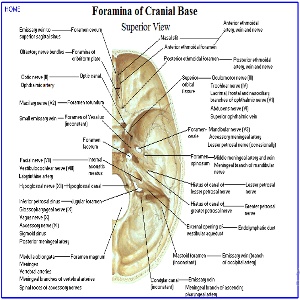 HOME
Foramina of Cranial Base
Superior View
Emissary vein to
superior sagittal sinus
Foramen cecum
Nasal slit
Anterior ethmoidal
artery, vein and nerve
Anterior ethmoidal foramen
Olfactory nerve bundles
Foramina of
cribriform plate
Posterior ethmoidal foramen
Posterior ethmoidal
artery, vein and nerve
Optic nerve (II)
Ophthalmic artery
Optic canal
Superior
orbital
fissure
Oculomotor nerve (III)
Trochlear nerve (IV)
Lacrimal, frontal and nasociliary
branches of ophthalmic nerve (V1)
Abducens nerve (VI)
Superior ophthalmic vein
Maxillary nerve (V2)
Foramen rotundum
Small emissary vein
Foramen of Vesalius
(inconstant)
Foramen
ovale
Mandibular nerve (V3)
Accessory meningeal artery
Lesser petrosal nerve (occasionally)
Foramen
lacerum
Foramen
spinosum
Middle meningeal artery and vein
Meningeal branch of mandibular
nerve
Facial nerve (VII)
Vestibulocochlear nerve (VIII)
Labyrinthine artery
Internal
acoustic
meatus
Hiatus of canal of
lesser petrosal nerve
Lesser petrosal
nerve
Hypoglossal nerve (XII)
Hypoglossal canal
Hiatus of canal of
greater petrosal nerve
Greater petrosal
nerve
Inferior petrosal sinus
Glossopharyngeal nerve (IX)
Vagus nerve (X)
Accessory nerve (XI)
Sigmoid sinus
Posterior meningeal artery
Jugular foramen
External opening of
vestibular aqueduct
Endolymphatic duct
Medulla oblongata
Meninges
Vertebral arteries
Meningeal branches of vertebral arteries
Spinal roots of accessory nerves
Foramen magnum
Mastoid foramen
(inconstant)
Emissary vein (branch
of occipital artery)
Condylar canal
(inconstant)
Emissary vein
Meningeal branch of ascending
pharyngeal artery